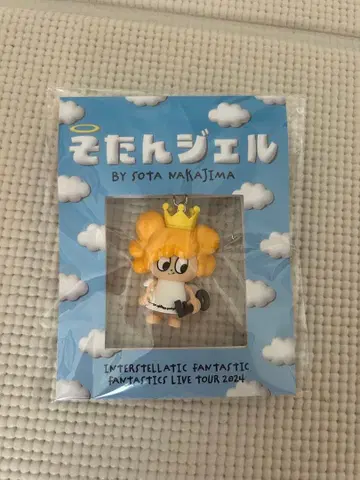 そたんジェル
BY SOTA NAKAJIMA
INTERSTELLATIC FANTASTIC
FANTASTICS LIVE TOUR 2024